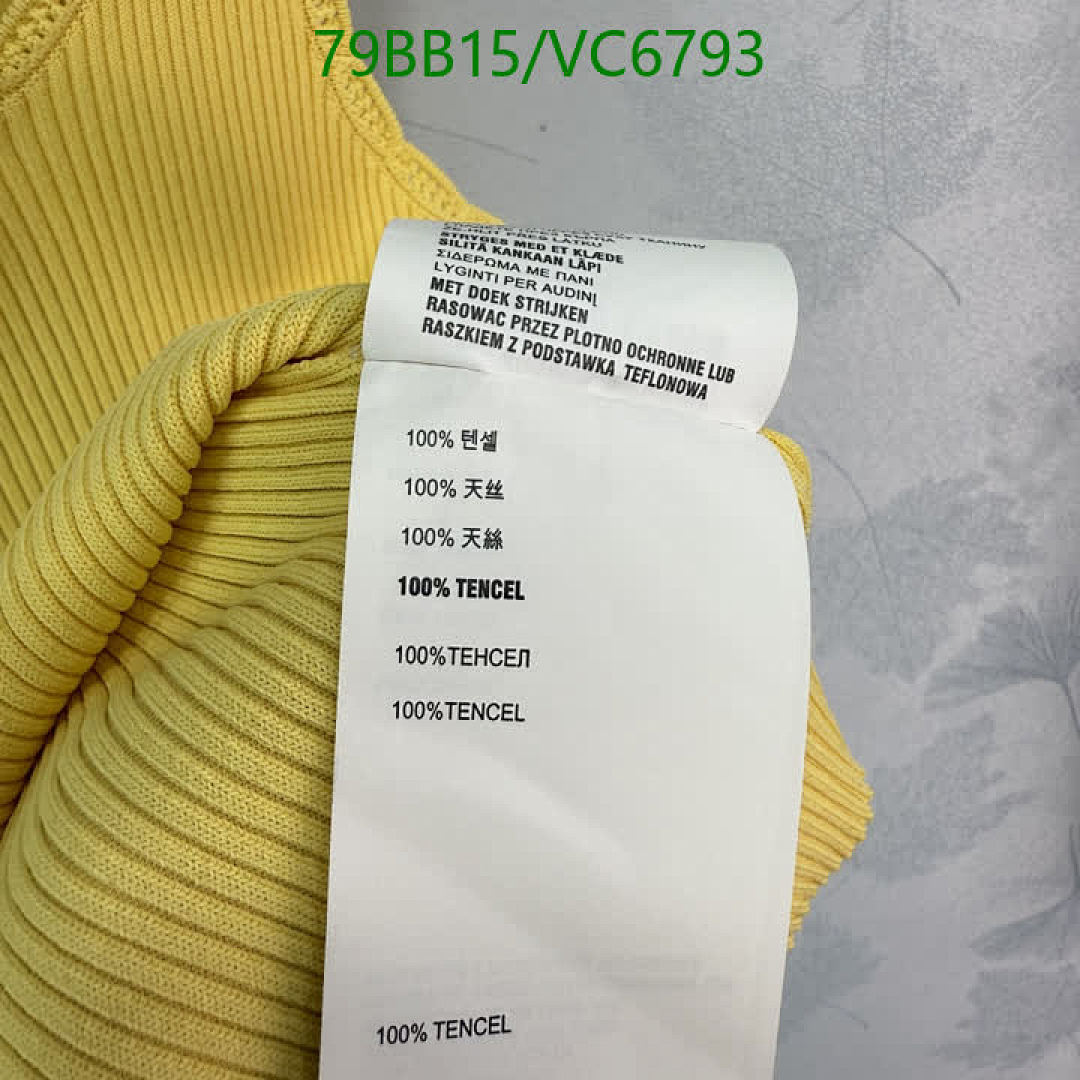 79BB15/VC6793
STRYGES MED ET KLÆDE
SILITÄ KANKAAN LÄPI
ΣΙΔΕΡΩΜΑ ΜΕ ΠΑΝΙ
LYGINTI PER AUDINĮ
MET DOEK STRIJKEN
RASOWAC PRZEZ PLOTNO OCHRONNE LUB
RASZKIEM Z PODSTAWKA TEFLONOWA
100% 텐셀
100% 天丝
100% 天絲
100% TENCEL
100%ТЕНСЕЛ
100%TENCEL
100% TENCEL